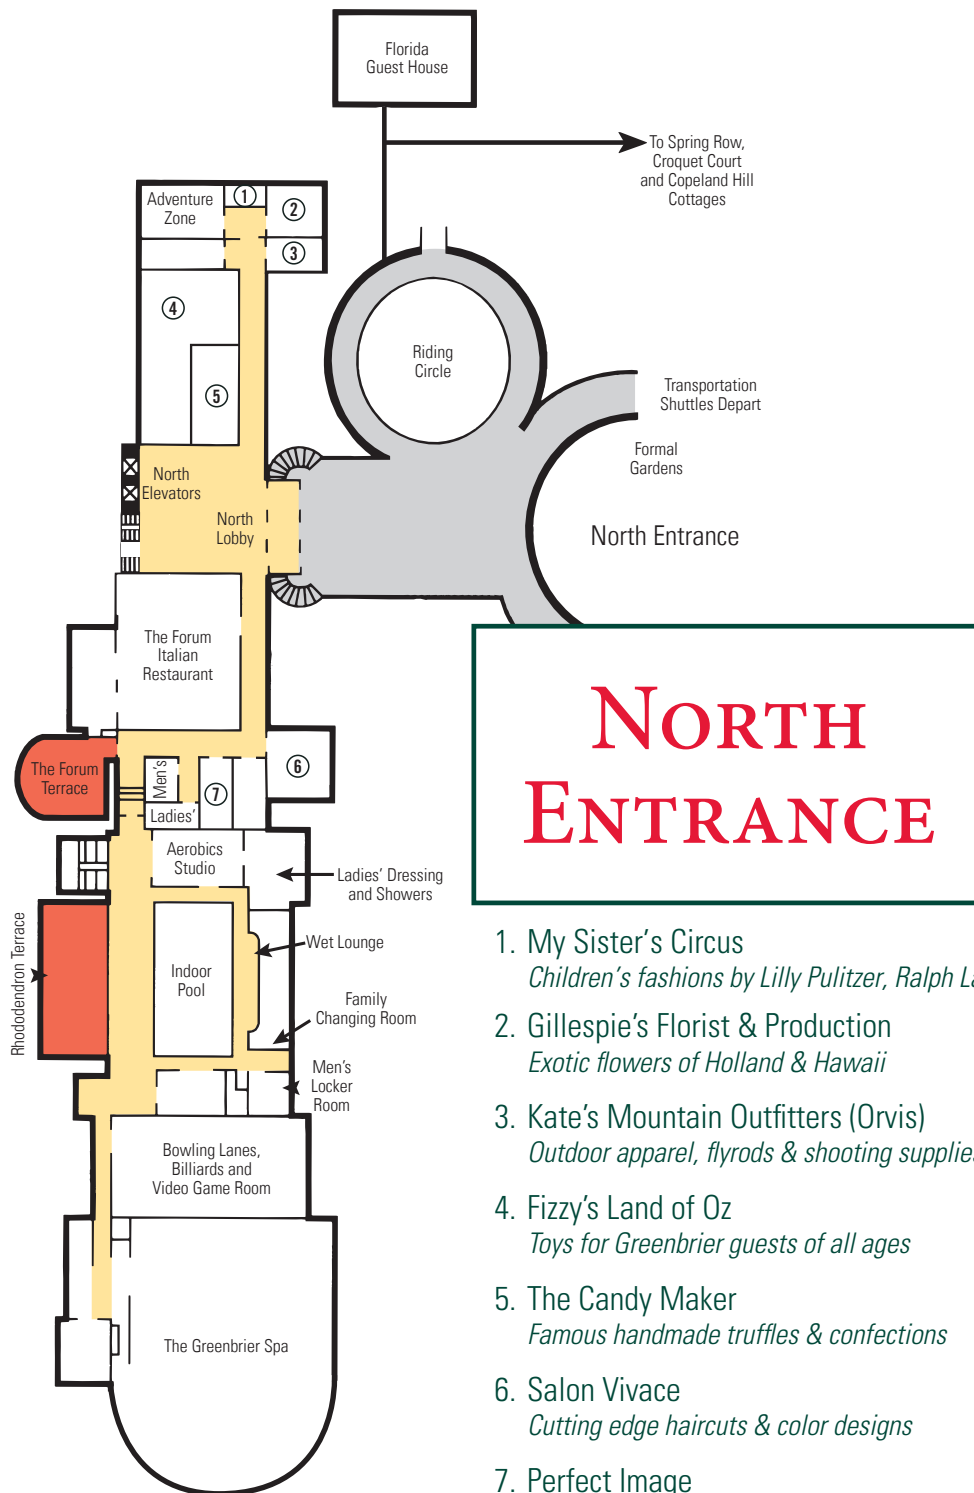 Florida
Guest House
To Spring Row,
Croquet Court
and Copeland Hill
Cottages
Adventure
Zone
1
2
3
4
5
Riding
Circle
Transportation
Shuttles Depart
Formal
Gardens
North
Elevators
North
Lobby
North Entrance
The Forum
Italian
Restaurant
NORTH
ENTRANCE
The Forum
Terrace
Men's
Ladies'
7
6
Aerobics
Studio
Ladies' Dressing
and Showers
Rhododendron Terrace
Indoor
Pool
Wet Lounge
Family
Changing Room
Men's
Locker
Room
Bowling Lanes,
Billiards and
Video Game Room
The Greenbrier Spa
1. My Sister's Circus
Children's fashions by Lilly Pulitzer, Ralph La
2. Gillespie's Florist & Production
Exotic flowers of Holland & Hawaii
3. Kate's Mountain Outfitters (Orvis)
Outdoor apparel, flyrods & shooting supplies
4. Fizzy's Land of Oz
Toys for Greenbrier guests of all ages
5. The Candy Maker
Famous handmade truffles & confections
6. Salon Vivace
Cutting edge haircuts & color designs
7. Perfect Image